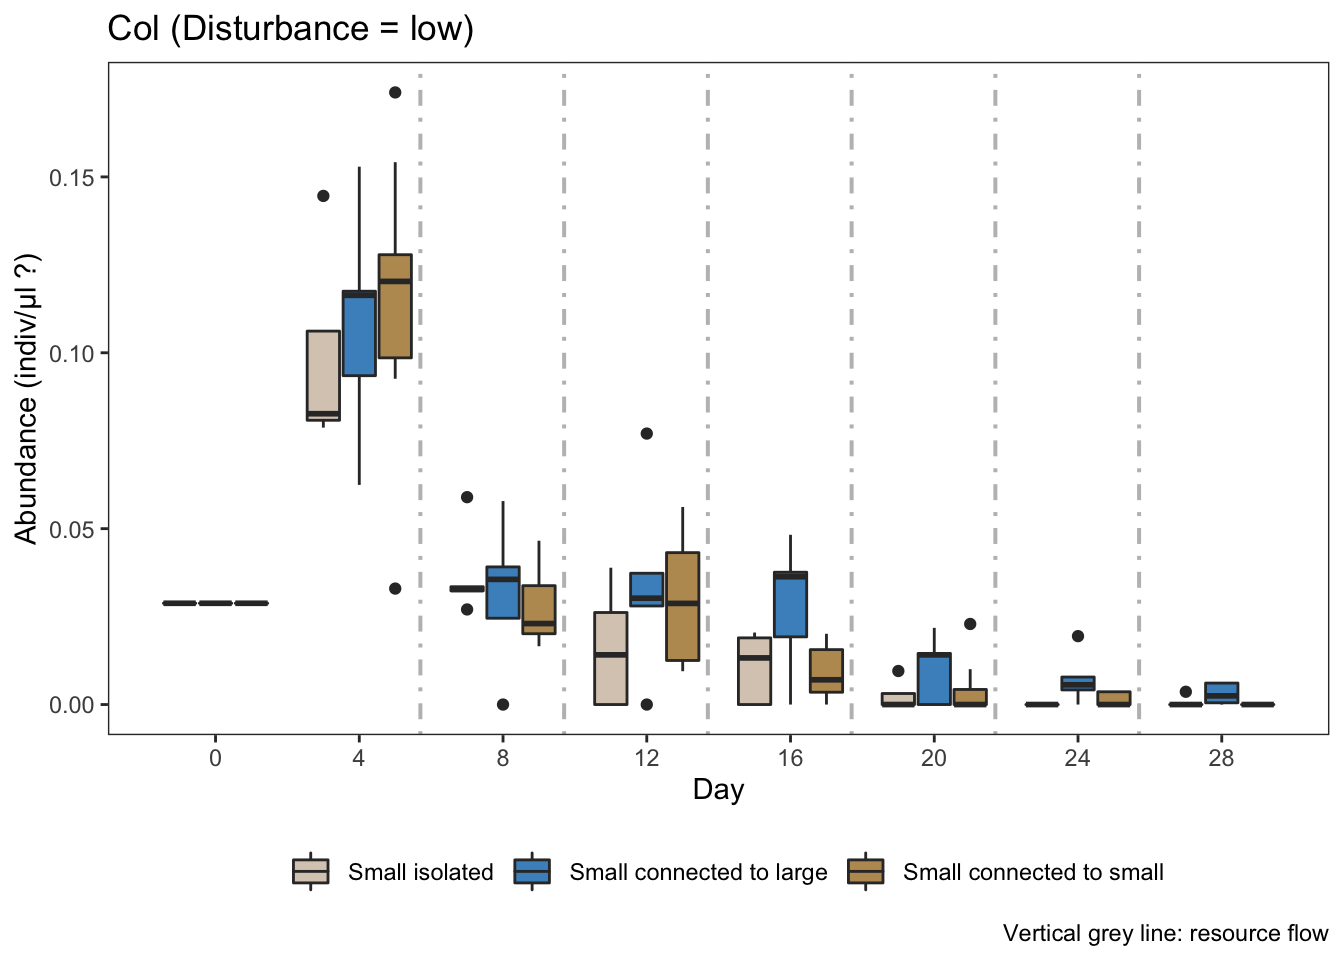 Col (Disturbance = low)
Abundance (indiv/μl ?)
0.15
0.10
0.05
0.00
0 4 8 12 16 20 24 28
Day
Small isolated Small connected to large Small connected to small
Vertical grey line: resource flow